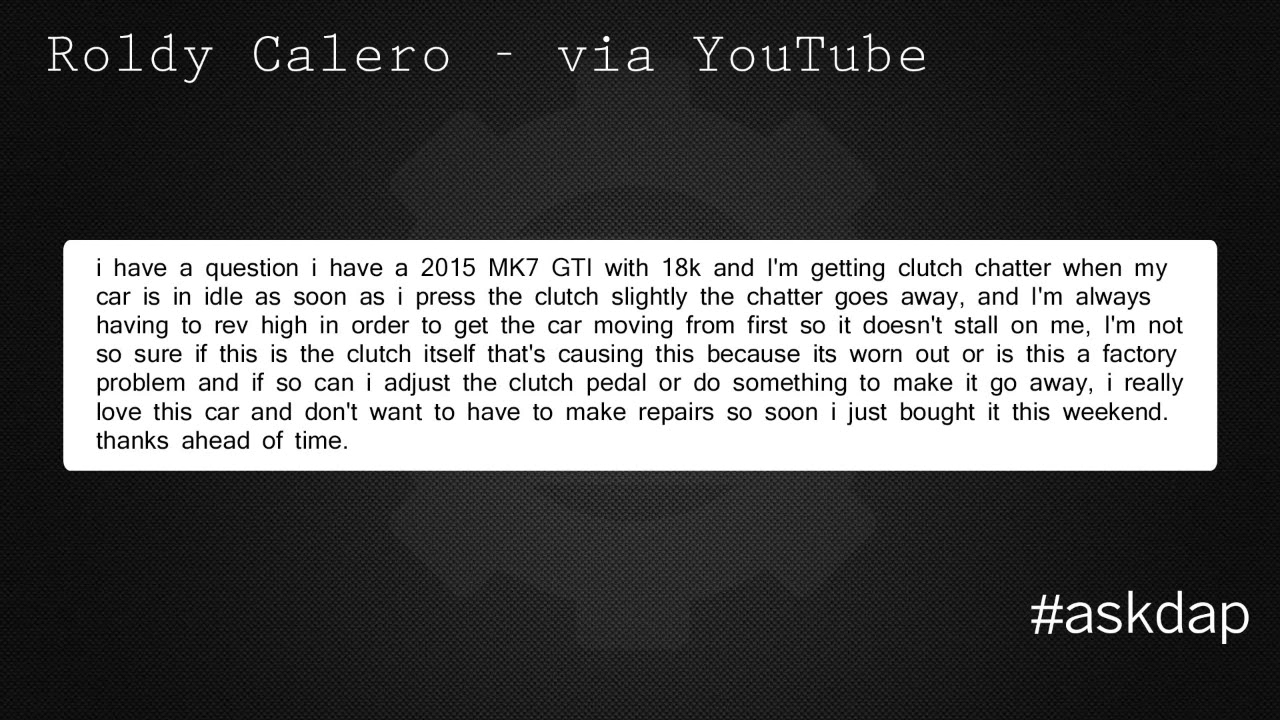 Roldy Calero - via YouTube
i have a question i have a 2015 MK7 GTI with 18k and I'm getting clutch chatter when my
car is in idle as soon as i press the clutch slightly the chatter goes away, and I'm always
having to rev high in order to get the car moving from first so it doesn't stall on me, I'm not
so sure if this is the clutch itself that's causing this because its worn out or is this a factory
problem and if so can i adjust the clutch pedal or do something to make it go away, i really
love this car and don't want to have to make repairs so soon i just bought it this weekend.
thanks ahead of time.
#askdap